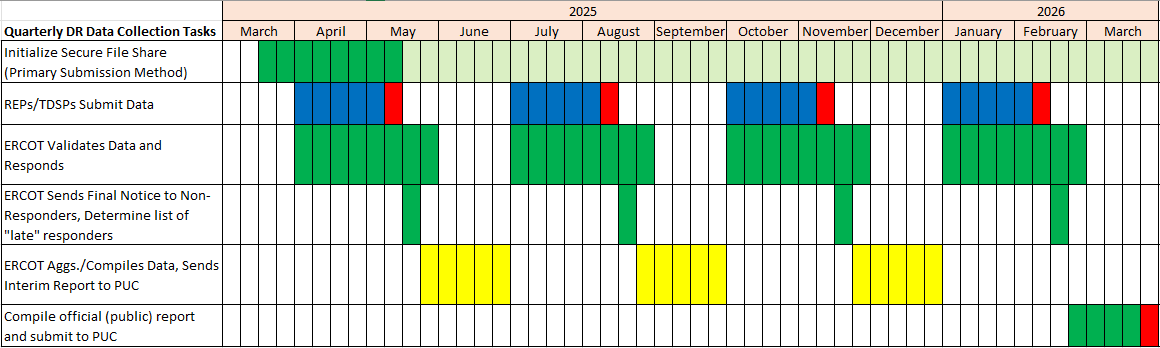 2025
2026
Quarterly DR Data Collection Tasks
March
April
May
June
July
August
September
October
November
December
January
February
March
Initialize Secure File Share
(Primary Submission Method)
REPs/TDSPs Submit Data
ERCOT Validates Data and
Responds
ERCOT Sends Final Notice to Non-
Responders, Determine list of
"late" responders
ERCOT Aggs./Compiles Data, Sends
Interim Report to PUC
Compile official (public) report
and submit to PUC